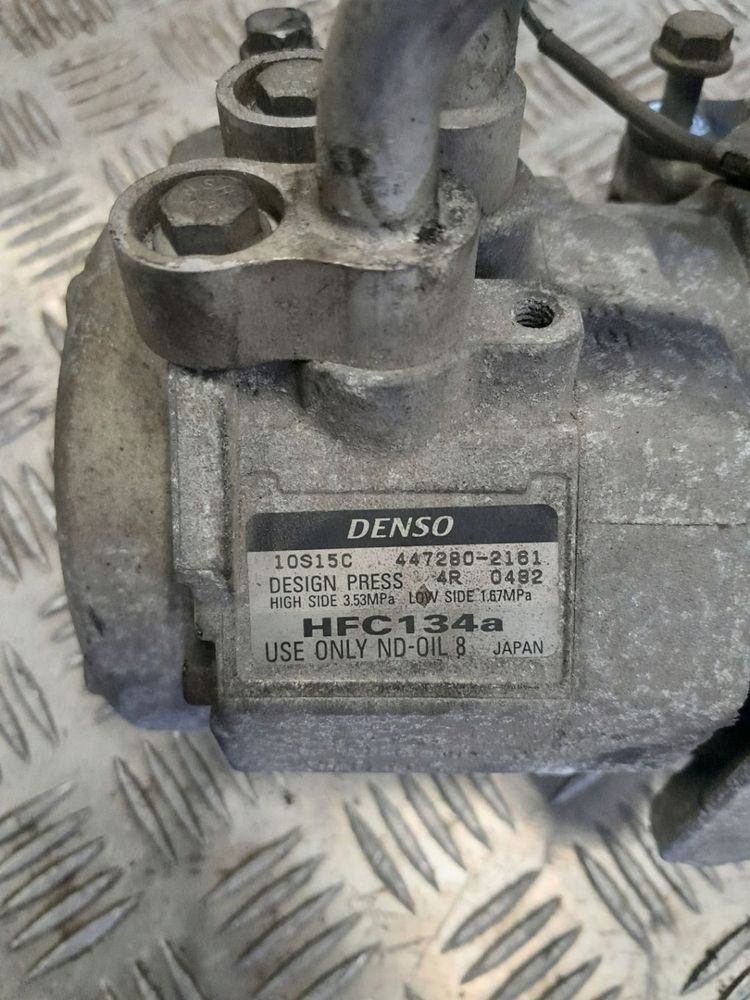 DENSO
10S15C 447280-2161
DESIGN PRESS 4R 0482
HIGH SIDE 3.53MPa LOW SIDE 1.67MPa
HFC134a
USE ONLY ND-OIL 8 JAPAN